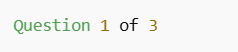 Question 1 of 3